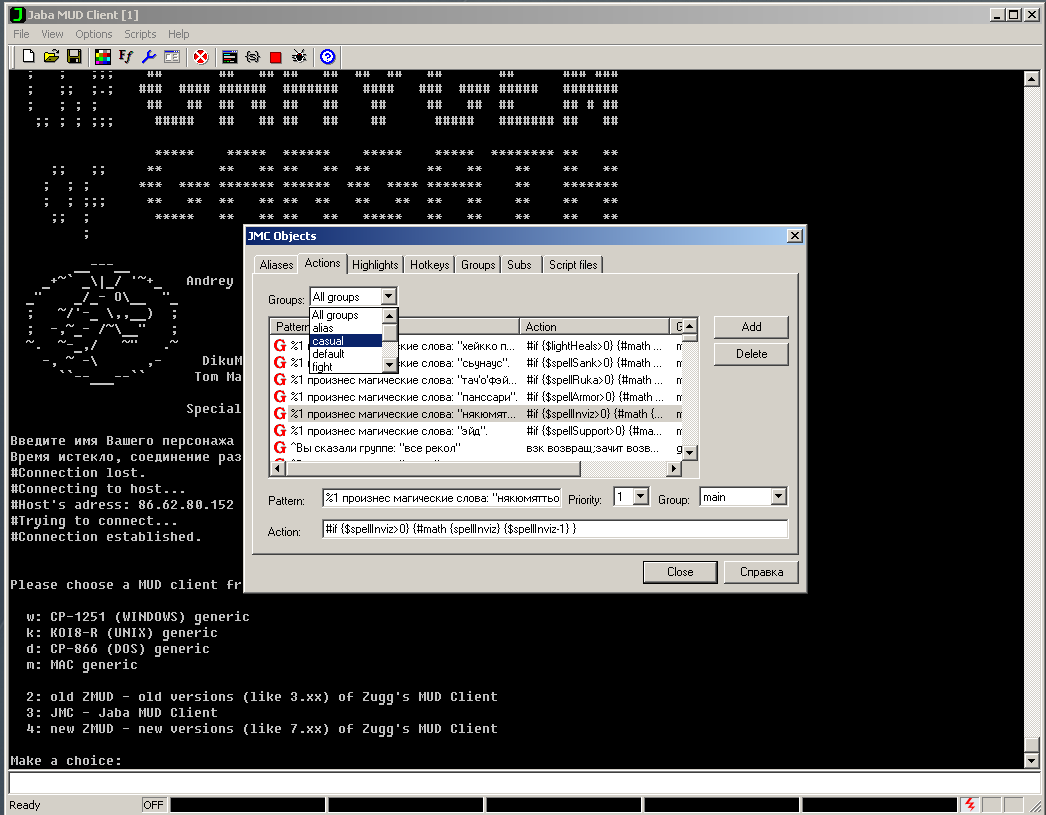 Jaba MUD Client [1]
File View Options Scripts Help
Andrey
DikuM
Tom Ma
Special
Введите имя Вашего персонажа
Время истекло, соединение раз
#Connection lost.
#Connecting to host...
#Host's adress: 86.62.80.152
#Trying to connect...
#Connection established.
Please choose a MUD client fr
w: CP-1251 (WINDOWS) generic
k: KOI8-R (UNIX) generic
d: CP-866 (DOS) generic
m: MAC generic
2: old ZMUD - old versions (like 3.xx) of Zugg's MUD Client
3: JMC - Jaba MUD Client
4: new ZMUD - new versions (like 7.xx) of Zugg's MUD Client
Make a choice:
JMC Objects
Aliases Actions Highlights Hotkeys Groups Subs Script files
Groups: All groups
All groups
alias
casual
default
fight
Pattern Action G
G %1 ские слова: "хейкко п... #if {$lightHeals>0} {#math ... m
G %1 ские слова: "сьунаус". #if {$spellSank>0} {#math ... m
G %1 произнес магические слова: "тач'о'фэй... #if {$spellRuka>0} {#math ... m
G %1 произнес магические слова: "панссари". #if {$spellArmor>0} {#math ... m
G %1 произнес магические слова: "някюмят... #if {$spellInviz>0} {#math {... m
G %1 произнес магические слова: "эйд". #if {$spellSupport>0} {#ma... m
G ^Вы сказали группе: "все рекол" взк возвращ;зачит возв... g
Add
Delete
Pattern: %1 произнес магические слова: "някюмяттьо Priority: 1 Group: main
Action: #if {$spellInviz>0} {#math {spellInviz} {$spellInviz-1} }
Close Справка
Ready OFF